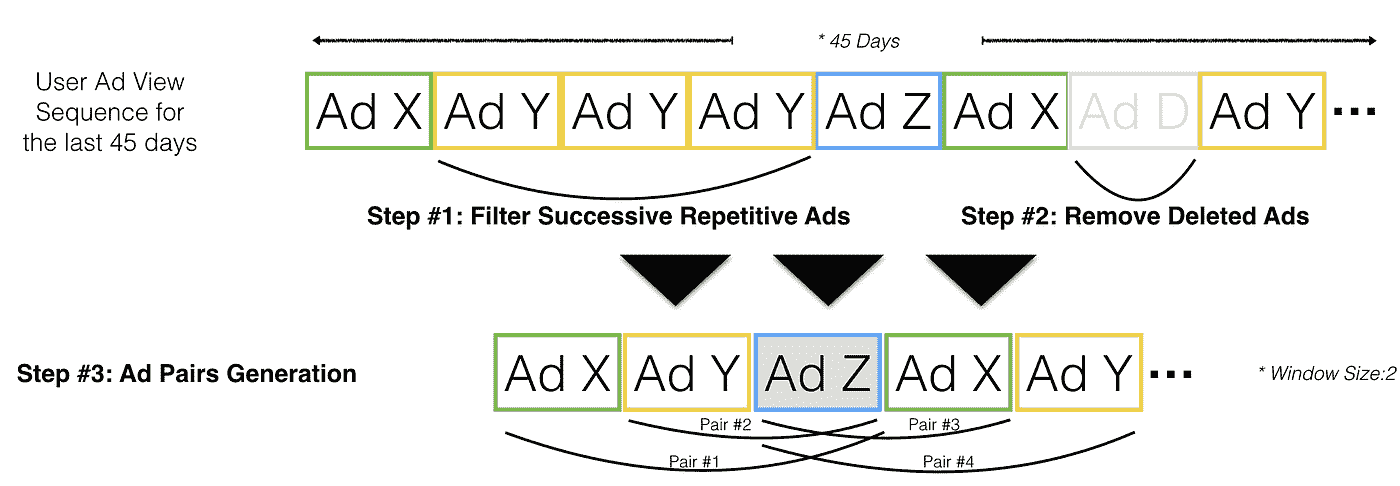 * 45 Days
User Ad View
Sequence for
the last 45 days
Ad X Ad Y Ad Y Ad Y Ad Z Ad X Ad D Ad Y ...
Step #1: Filter Successive Repetitive Ads
Step #2: Remove Deleted Ads
Step #3: Ad Pairs Generation
Ad X Ad Y Ad Z Ad X Ad Y ...
* Window Size:2
Pair #2
Pair #3
Pair #1
Pair #4